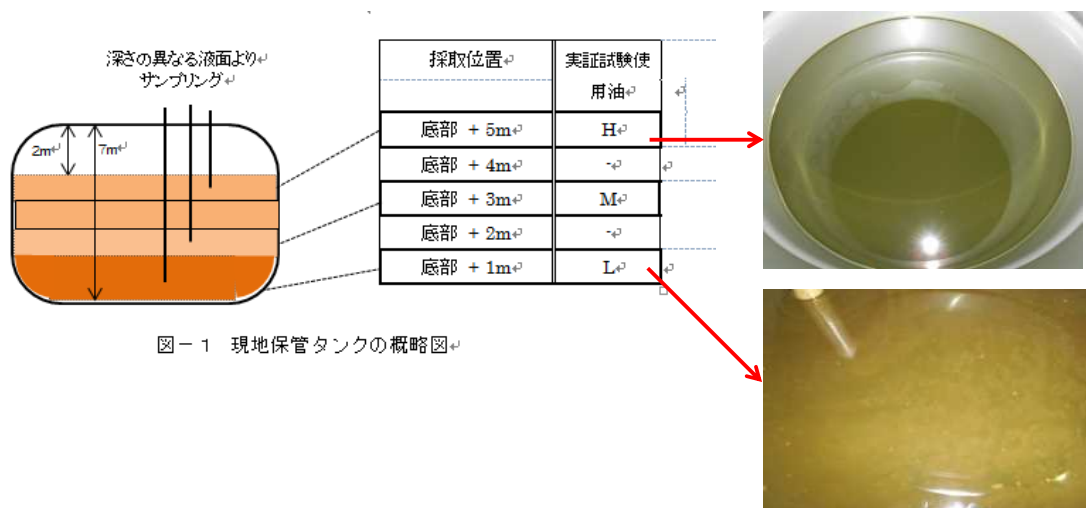 深さの異なる液面より↵
サンプリング↵
2m↵
7m↵
採取位置↵ 実証試験使
用油↵
底部 + 5m↵ H↵
底部 + 4m↵ -↵
底部 + 3m↵ M↵
底部 + 2m↵ -↵
底部 + 1m↵ L↵
図－1 現地保管タンクの概略図↵